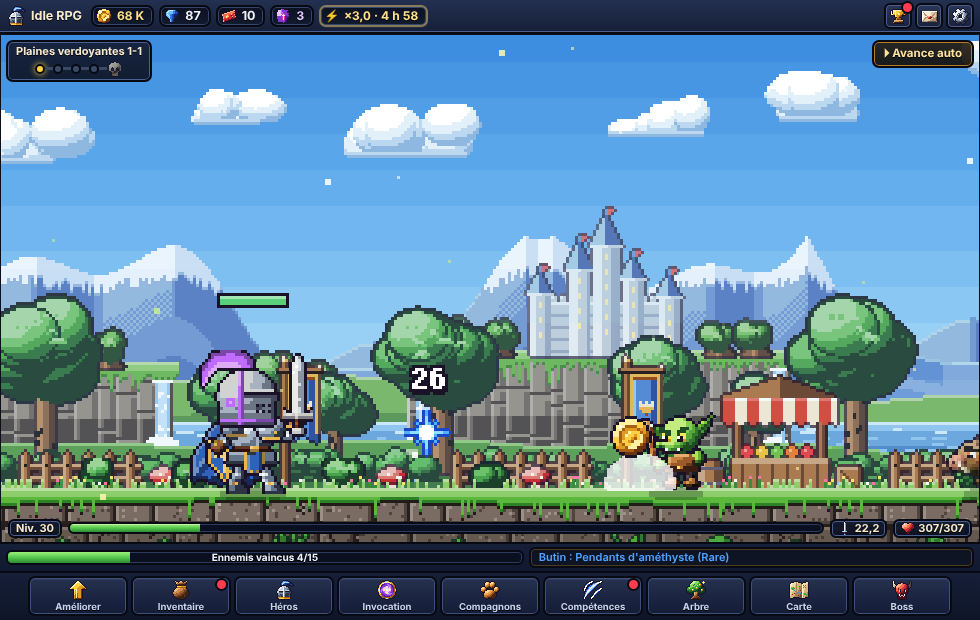 Idle RPG
68 K
87
10
3
×3,0 · 4 h 58
Plaines verdoyantes 1-1
Avance auto
26
Niv. 30
22,2
307/307
Ennemis vaincus 4/15
Butin : Pendants d'améthyste (Rare)
Améliorer
Inventaire
Héros
Invocation
Compagnons
Compétences
Arbre
Carte
Boss